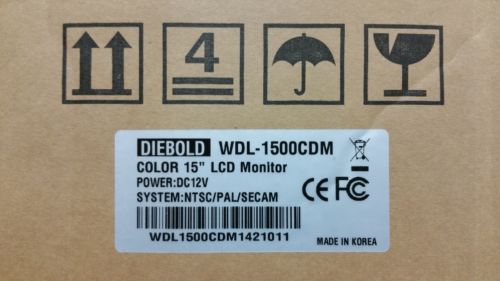 4
DIEBOLD WDL-1500CDM
COLOR 15" LCD Monitor
POWER:DC12V
SYSTEM:NTSC/PAL/SECAM
CE FC
WDL1500CDM1421011
MADE IN KOREA